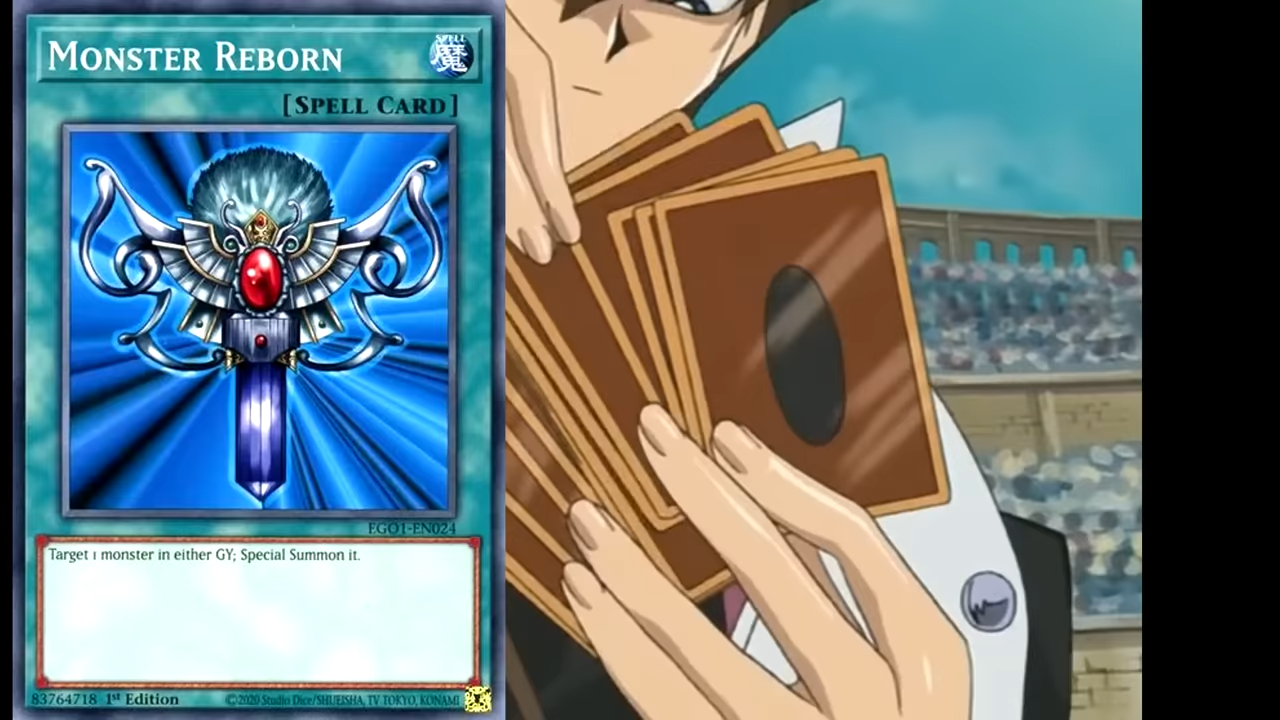 MONSTER REBORN
SPELL
魔
[SPELL CARD]
EGO1-EN024
Target 1 monster in either GY; Special Summon it.
83764718 1st Edition ©2020 Studio Dice/SHUEISHA, TV TOKYO, KONAMI